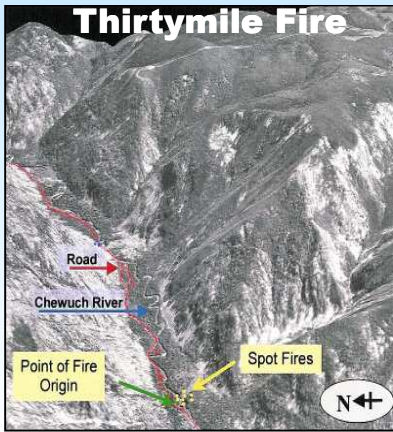 Thirtymile Fire
Road
Chewuch River
Spot Fires
Point of Fire
Origin
N